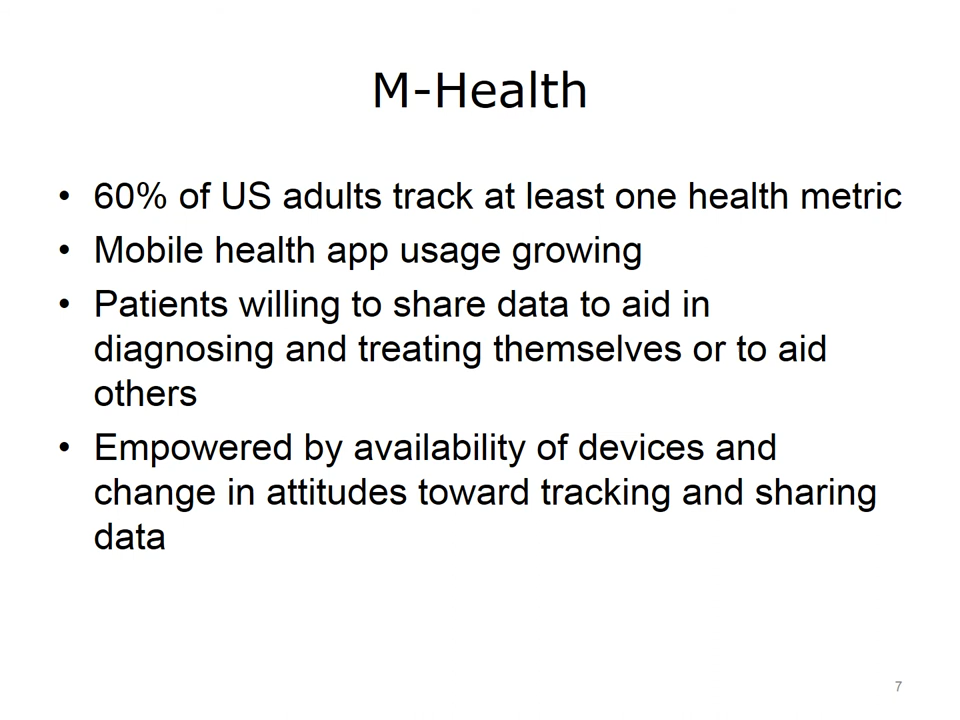 M-Health
• 60% of US adults track at least one health metric
• Mobile health app usage growing
• Patients willing to share data to aid in
diagnosing and treating themselves or to aid
others
• Empowered by availability of devices and
change in attitudes toward tracking and sharing
data
7